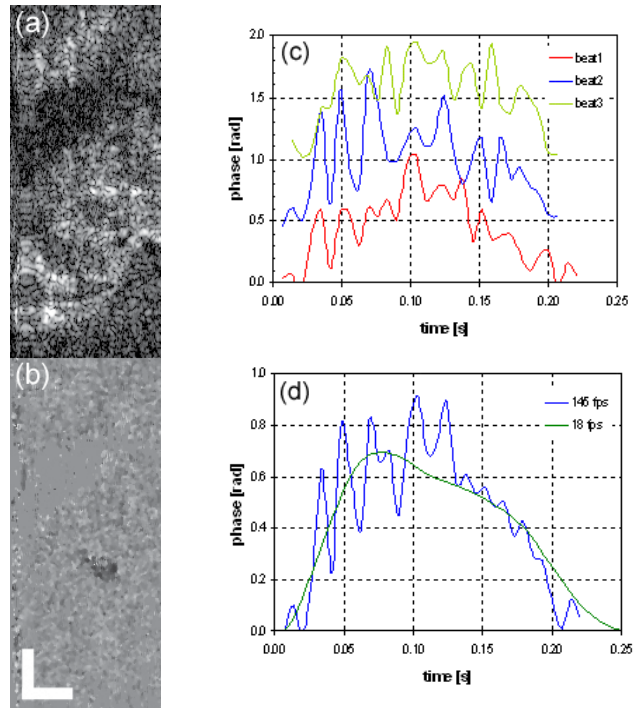 (a)
(b)
(c)
phase [rad]
2.0
1.5
1.0
0.5
0.0
0.00 0.05 0.10 0.15 0.20 0.25
time [s]
beat1
beat2
beat3
(d)
phase [rad]
1.0
0.8
0.6
0.4
0.2
0.0
0.00 0.05 0.10 0.15 0.20 0.25
time [s]
145 fps
18 fps